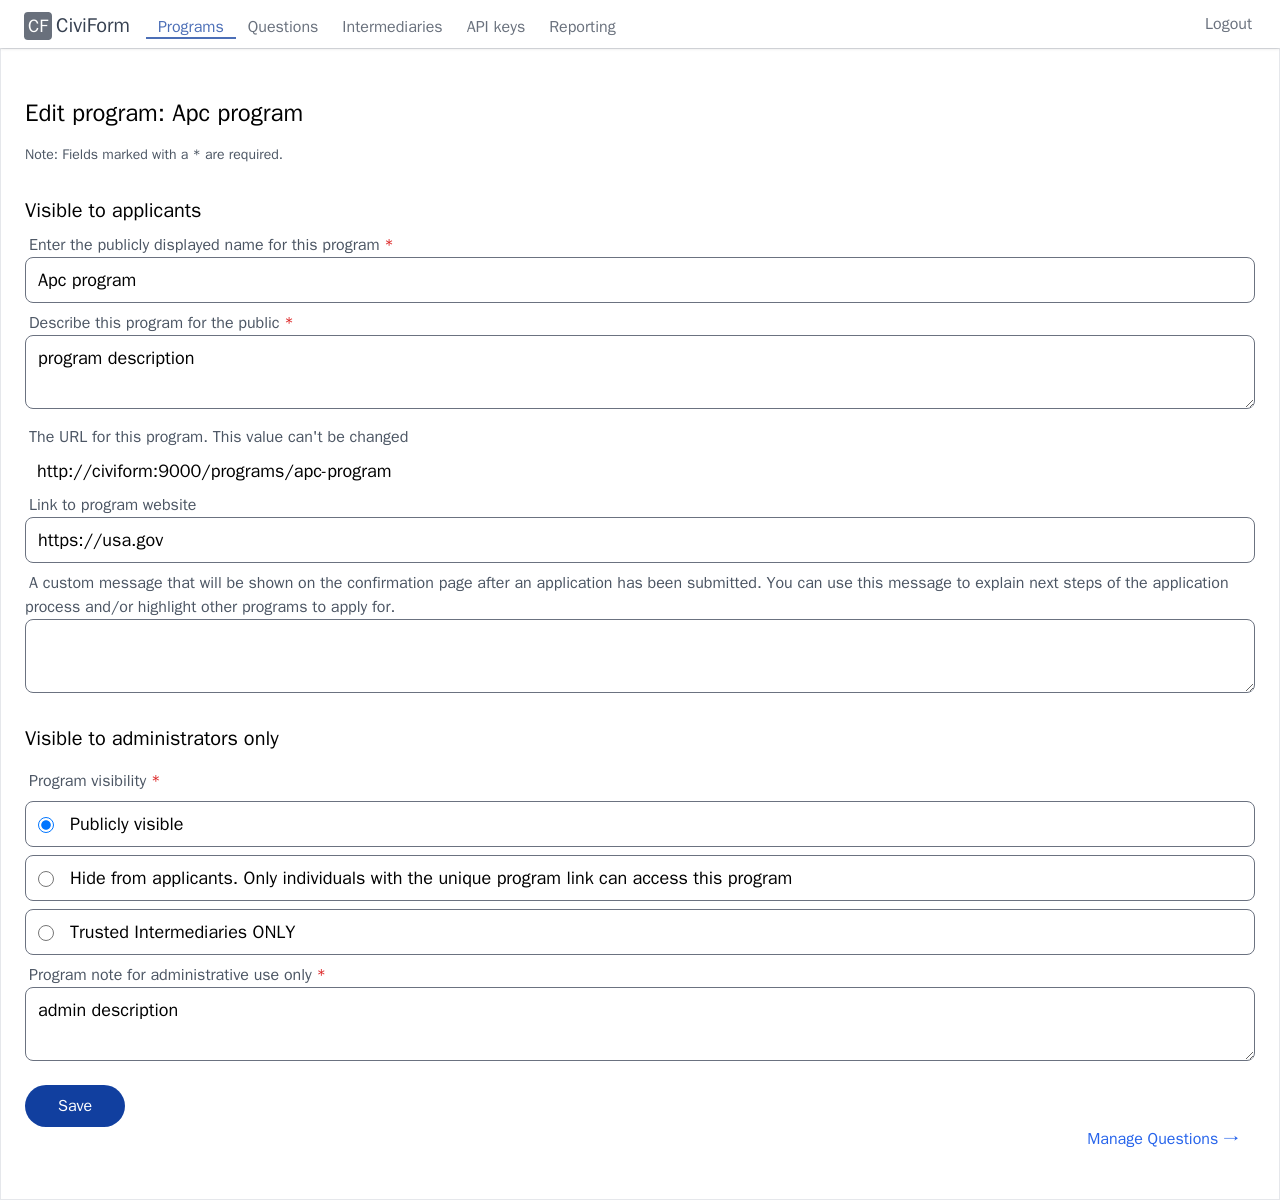 CF CiviForm Programs Questions Intermediaries API keys Reporting Logout
Edit program: Apc program
Note: Fields marked with a * are required.
Visible to applicants
Enter the publicly displayed name for this program *
Apc program
Describe this program for the public *
program description
The URL for this program. This value can't be changed
http://civiform:9000/programs/apc-program
Link to program website
https://usa.gov
A custom message that will be shown on the confirmation page after an application has been submitted. You can use this message to explain next steps of the application
process and/or highlight other programs to apply for.
Visible to administrators only
Program visibility *
Publicly visible
Hide from applicants. Only individuals with the unique program link can access this program
Trusted Intermediaries ONLY
Program note for administrative use only *
admin description
Save
Manage Questions →